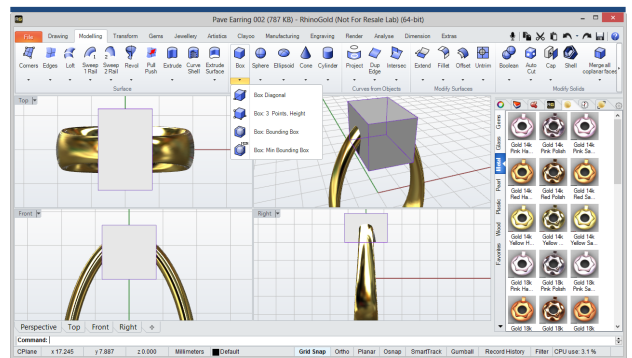 Pave Earring 002 (787 KB) - RhinoGold (Not For Resale Lab) (64-bit)
File Drawing Modelling Transform Gems Jewellery Artistics Clayoo Manufacturing Engraving Render Analyse Dimension Extras
Corners Edges Loft Sweep 1 Rail Sweep 2 Rail Revol Pull Push Extrude Curve Shell Extrude Surface Box Sphere Ellipsoid Cone Cylinder Project Dup Edge Intersec Extend Fillet Offset Untrim Boolean Auto Cut Cap Shell Merge all coplanar faces
Surface Curves from Objects Modify Surfaces Modify Solids
Box Diagonal
Box: 3 Points, Height
Box: Bounding Box
Box: Min Bounding Box
Top
Front
Right
Gems
Glass
Metal
Pearl
Plastic
Wood
Favorites
Gold 14k Pink Ha... Gold 14k Pink Polish Gold 14k Pink Sa...
Gold 14k Red Ha... Gold 14k Red Polish Gold 14k Red Sa...
Gold 14k Yellow H... Gold 14k Yellow ... Gold 14k Yellow Sa...
Gold 18k Pink Ha... Gold 18k Pink Polish Gold 18k Pink Sa...
Gold 18k Gold 18k Gold 18k
Perspective Top Front Right
Command:
CPlane x 17.245 y 7.887 z 0.000 Millimeters Default Grid Snap Ortho Planar Osnap SmartTrack Gumball Record History Filter CPU use: 3.1 %